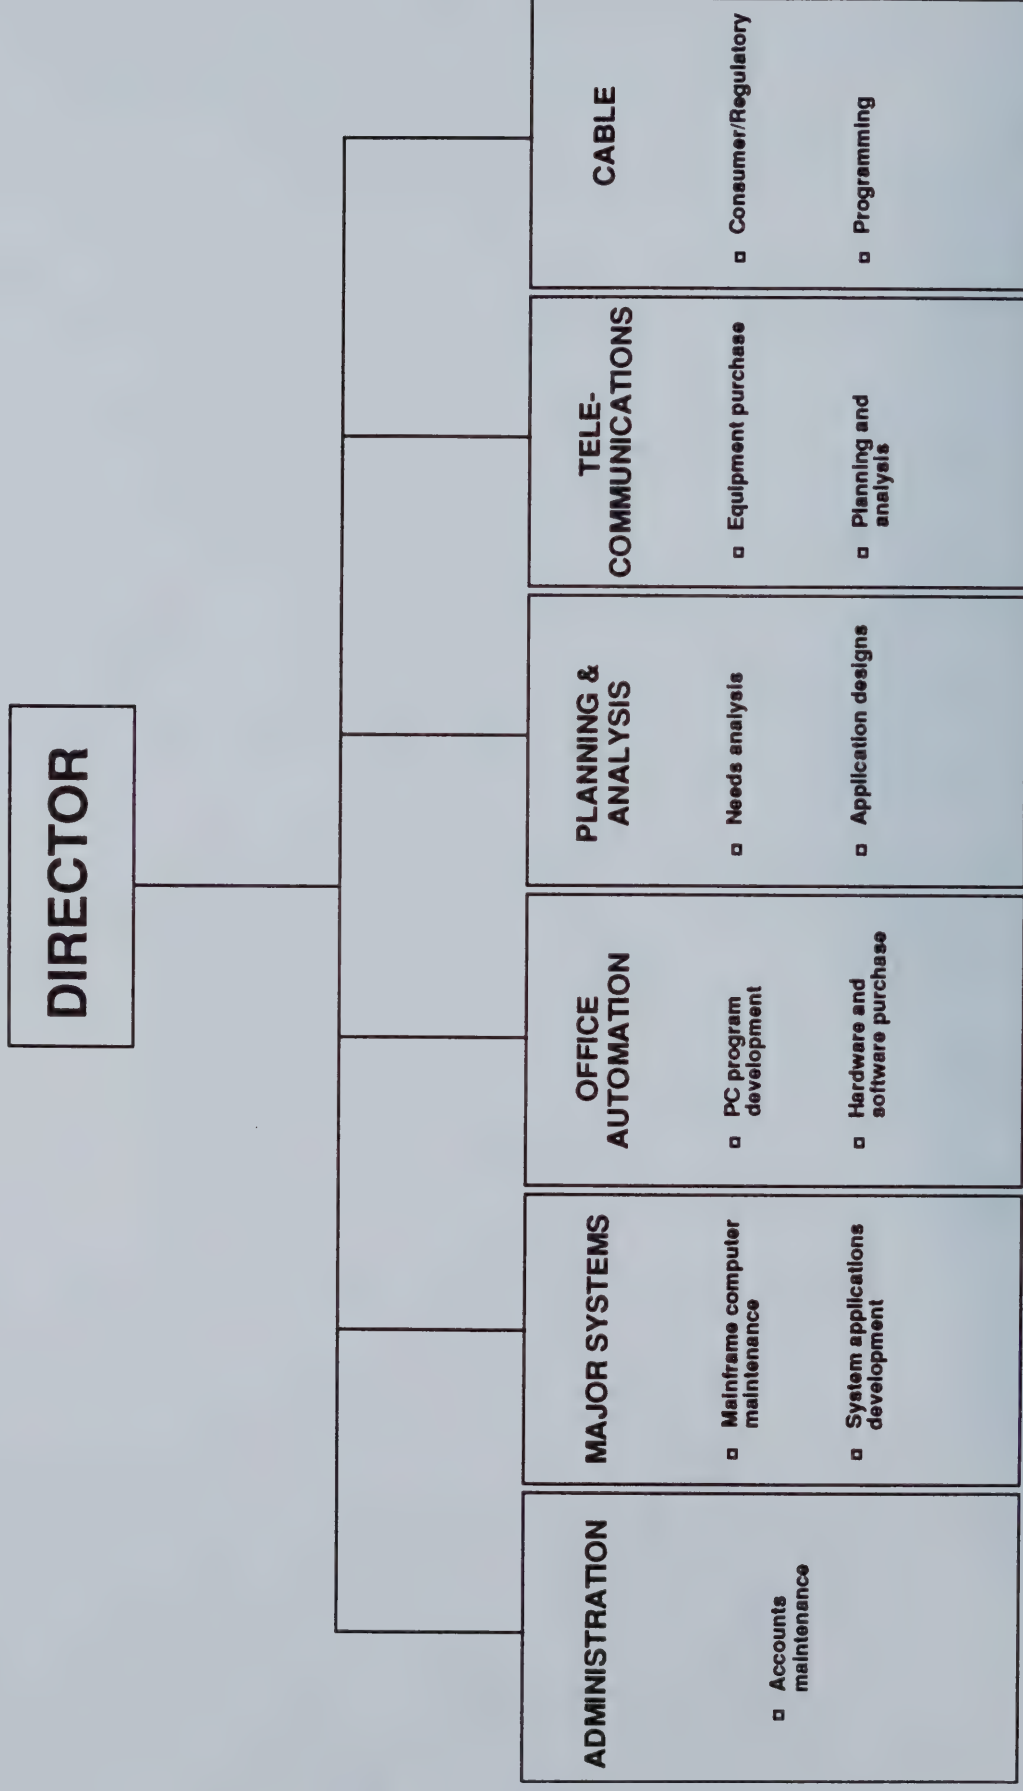 DIRECTOR
ADMINISTRATION
▫ Accounts
maintenance
MAJOR SYSTEMS
▫ Mainframe computer
maintenance
▫ System applications
development
OFFICE
AUTOMATION
▫ PC program
development
▫ Hardware and
software purchase
PLANNING &
ANALYSIS
▫ Needs analysis
▫ Application designs
TELE-
COMMUNICATIONS
▫ Equipment purchase
▫ Planning and
analysis
CABLE
▫ Consumer/Regulatory
▫ Programming